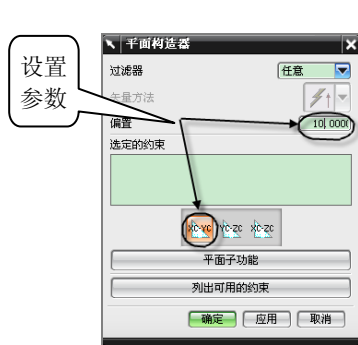 设置
参数
平面构造器
过滤器
任意
矢量方法
偏置
10.000
选定的约束
XC-YC
YC-ZC
XC-ZC
平面子功能
列出可用的约束
确定
应用
取消